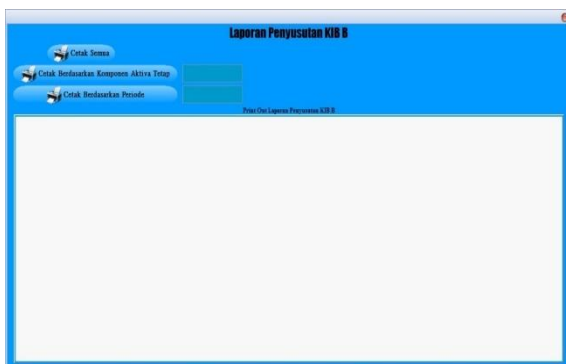 Laporan Penyusutan KIB B
Cetak Semua
Cetak Berdasarkan Komponen Aktiva Tetap
Cetak Berdasarkan Periode
Print Out Laporan Penyusutan KIB B